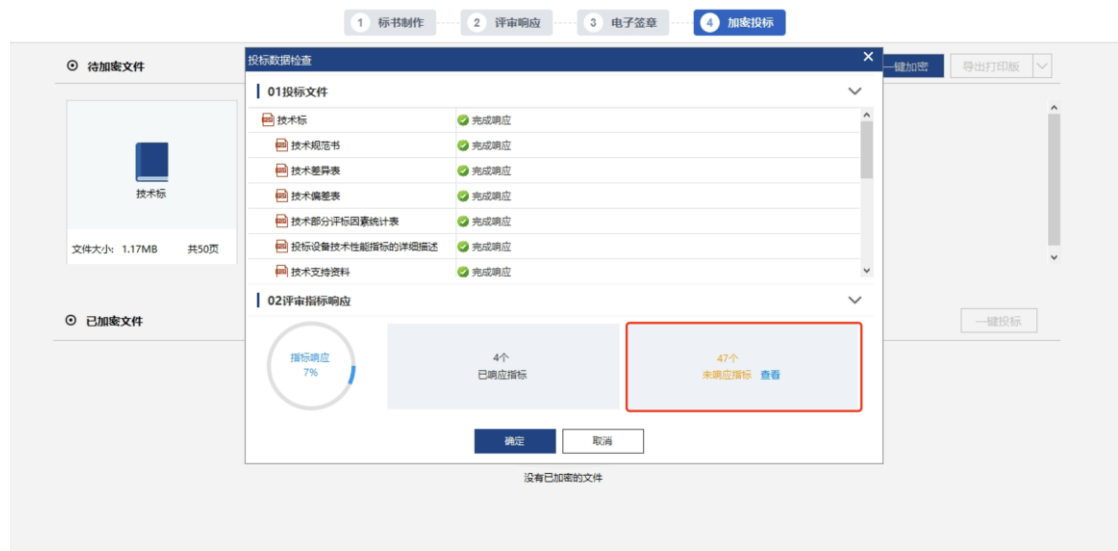 1 标书制作 2 评审响应 3 电子签章 4 加密投标
待加密文件
一键加密 导出打印版
投标数据检查
01投标文件
技术标 完成响应
技术规范书 完成响应
技术差异表 完成响应
技术偏差表 完成响应
技术部分评标因素统计表 完成响应
投标设备技术性能指标的详细描述 完成响应
技术支持资料 完成响应
技术标
文件大小: 1.17MB 共50页
02评审指标响应
已加密文件
一键投标
指标响应
7%
4个
已响应指标
47个
未响应指标 查看
确定 取消
没有已加密的文件